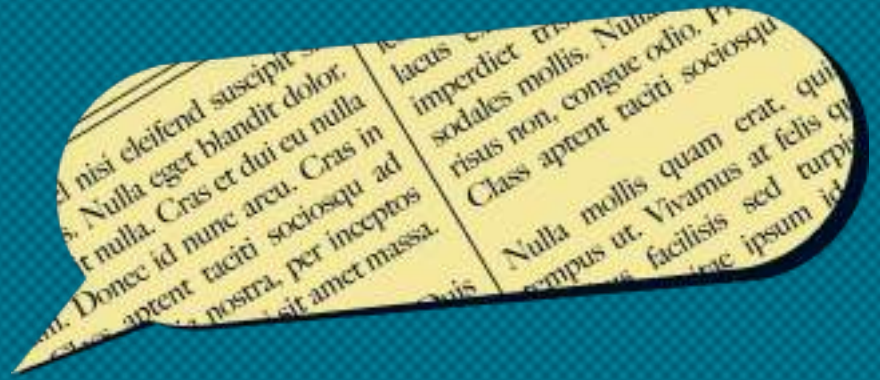 nisi eleifend suscipit
Nulla eget blandit dolor.
nulla. Cras et dui eu nulla
Donec id nunc arcu. Cras in
aptent taciti sociosqu ad
nostra, per inceptos
sit amet massa.
Quis
lacus
imperdiet
sodales mollis.
risus non, congue odio.
Class aptent taciti sociosqu
Nulla mollis quam erat,
tempus ut. Vivamus at felis
facilisis sed
ipsum id